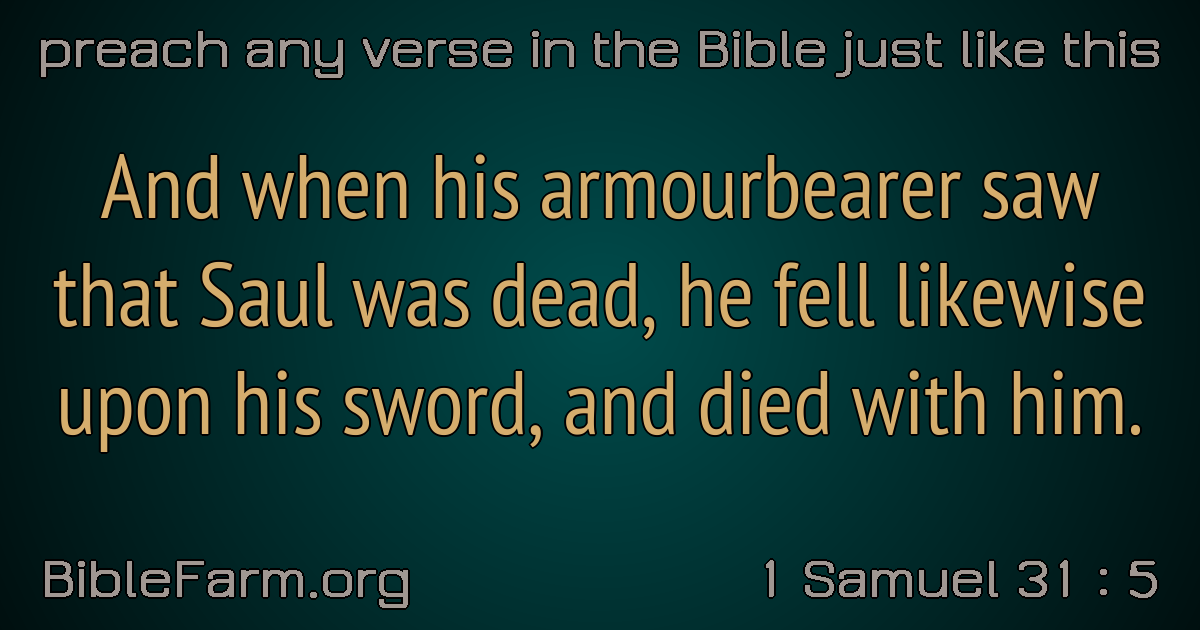 preach any verse in the Bible just like this
And when his armourbearer saw
that Saul was dead, he fell likewise
upon his sword, and died with him.
BibleFarm.org
1 Samuel 31 : 5